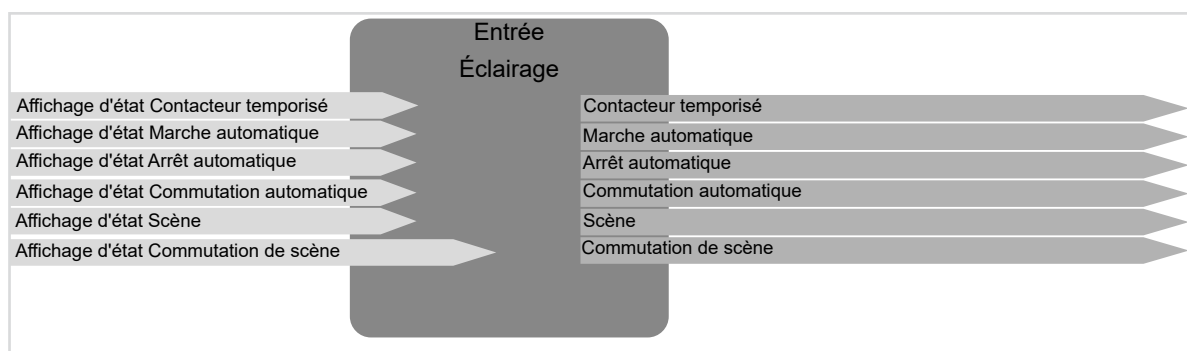 Entrée
Éclairage
Affichage d'état Contacteur temporisé
Contacteur temporisé
Affichage d'état Marche automatique
Marche automatique
Affichage d'état Arrêt automatique
Arrêt automatique
Affichage d'état Commutation automatique
Commutation automatique
Affichage d'état Scène
Scène
Affichage d'état Commutation de scène
Commutation de scène